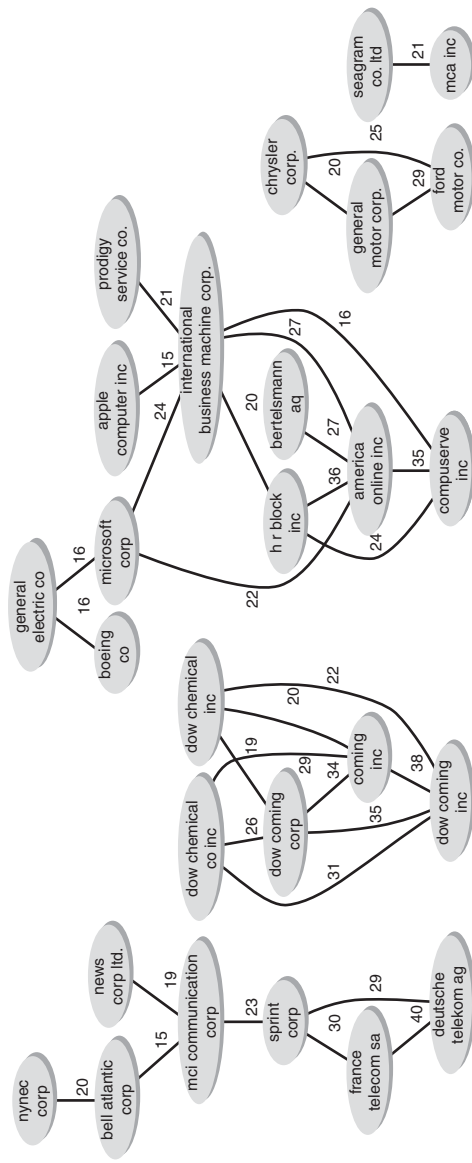 nynec
corp
20
bell atlantic
corp
15
news
corp ltd.
19
mci communication
corp
23
sprint
corp
30
29
france
telecom sa
40
deutsche
telekom ag
dow chemical
co inc
dow chemical
inc
19
26
29
20
22
dow coming
corp
34
coming
inc
31
35
38
dow coming
inc
general
electric co
16
16
boeing
co
microsoft
corp
apple
computer inc
prodigy
service co.
24
15
21
international
business machine corp.
22
20
27
16
h r block
inc
bertelsmann
aq
36
27
america
online inc
24
35
compuserve
inc
chrysler
corp.
20
25
general
motor corp.
29
ford
motor co.
seagram
co. ltd
21
mca inc